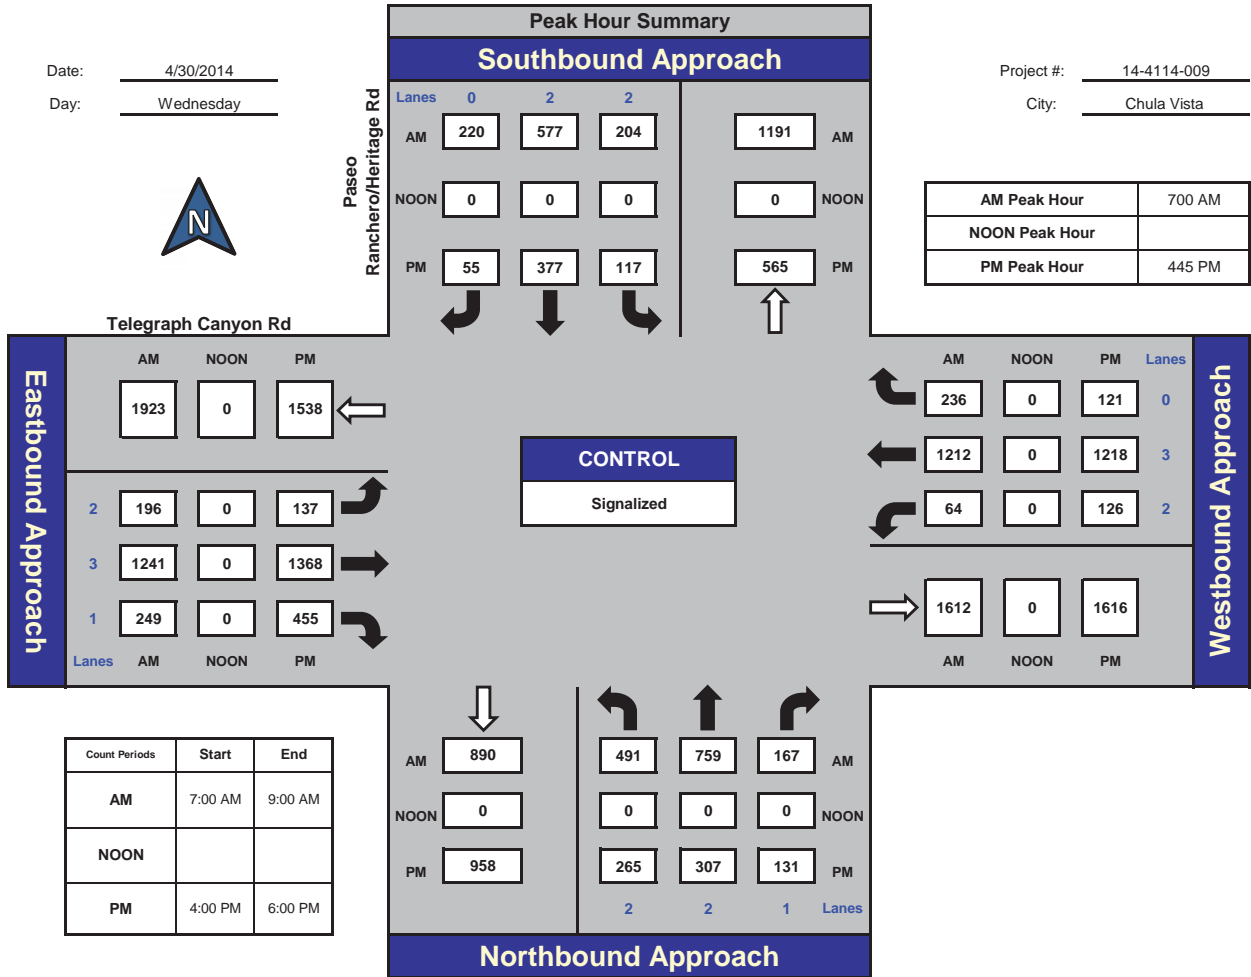 Peak Hour Summary
Southbound Approach
Date: 4/30/2014
Day: Wednesday
Project #: 14-4114-009
City: Chula Vista
N
Paseo
Ranchero/Heritage Rd
Lanes 0 2 2
AM 220 577 204 1191 AM
NOON 0 0 0 0 NOON
PM 55 377 117 565 PM
AM Peak Hour 700 AM
NOON Peak Hour
PM Peak Hour 445 PM
Telegraph Canyon Rd
Eastbound Approach
AM NOON PM
1923 0 1538
2 196 0 137
3 1241 0 1368
1 249 0 455
Lanes AM NOON PM
CONTROL
Signalized
AM NOON PM Lanes
236 0 121 0
1212 0 1218 3
64 0 126 2
1612 0 1616
AM NOON PM
Westbound Approach
Count Periods Start End
AM 7:00 AM 9:00 AM
NOON
PM 4:00 PM 6:00 PM
AM 890 491 759 167 AM
NOON 0 0 0 0 NOON
PM 958 265 307 131 PM
2 2 1 Lanes
Northbound Approach